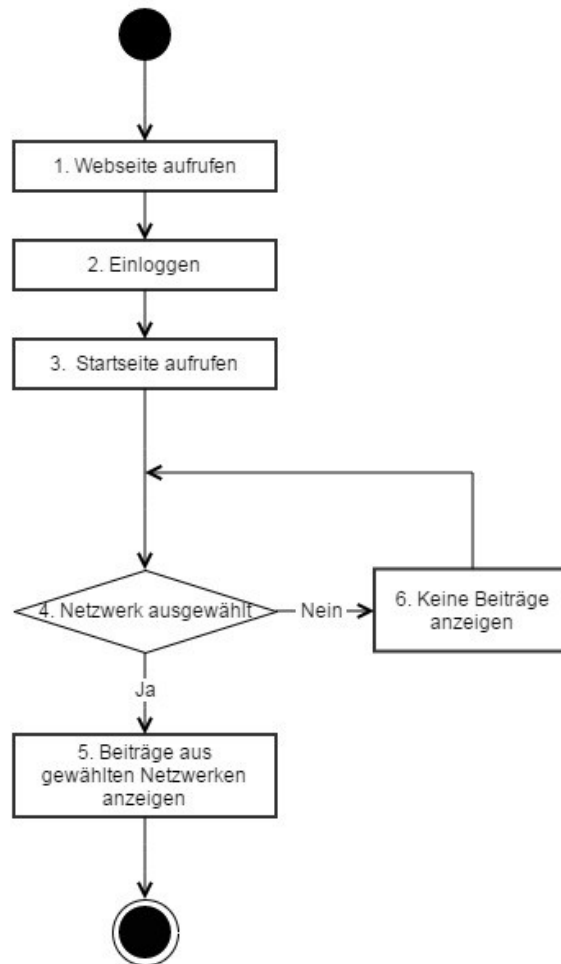 1. Webseite aufrufen
2. Einloggen
3. Startseite aufrufen
4. Netzwerk ausgewählt
Nein
6. Keine Beiträge
anzeigen
Ja
5. Beiträge aus
gewählten Netzwerken
anzeigen